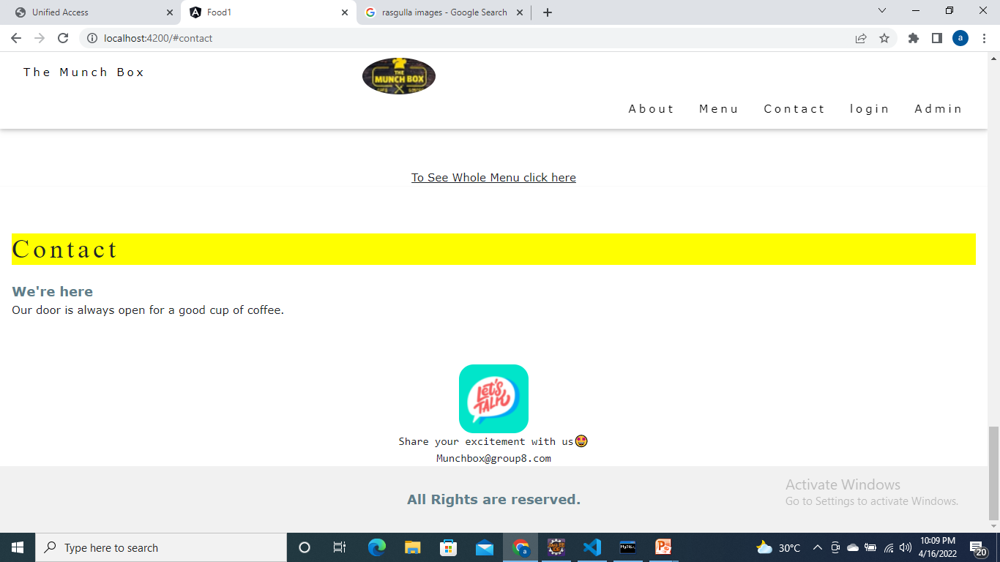 Unified Access
Food1
rasgulla images - Google Search
localhost:4200/#contact
a
The Munch Box
THE
MUNCH BOX
About Menu Contact login Admin
To See Whole Menu click here
Contact
We're here
Our door is always open for a good cup of coffee.
LET'S
TALK
Share your excitement with us🤩
Munchbox@group8.com
All Rights are reserved.
Activate Windows
Go to Settings to activate Windows.
Type here to search
30°C
10:09 PM
4/16/2022
20